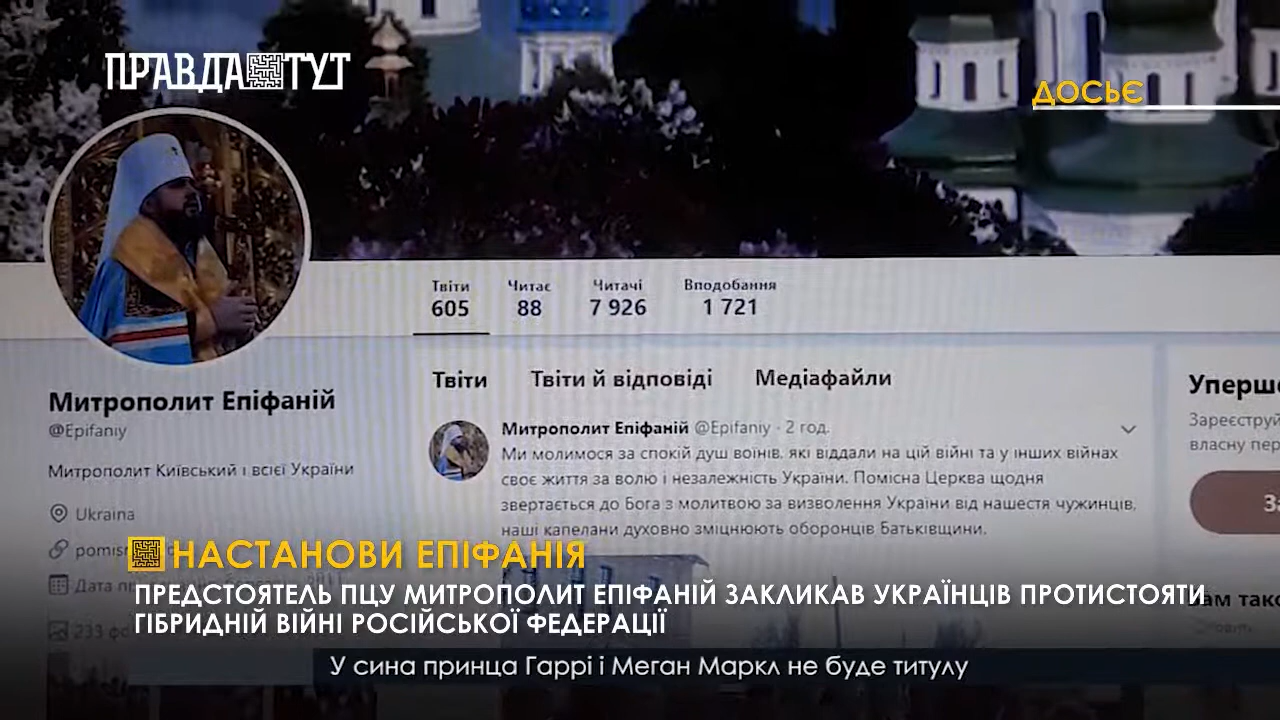 ПРАВДА ТУТ
ДОСЬЄ
Твіти
605
Читає
88
Читачі
7 926
Вподобання
1 721
Митрополит Епіфаній
@Epifaniy
Митрополит Київський і всієї України
Ukraina
Твіти
Твіти й відповіді
Медіафайли
Митрополит Епіфаній @Epifaniy · 2 год.
Ми молимося за спокій душ воїнів, які віддали на цій війні та у інших війнах
своє життя за волю і незалежність України. Помісна Церква щодня
звертається до Бога з молитвою за визволення України від нашестя чужинців,
наші капелани духовно зміцнюють оборонців Батьківщини.
НАСТАНОВИ ЕПІФАНІЯ
ПРЕДСТОЯТЕЛЬ ПЦУ МИТРОПОЛИТ ЕПІФАНІЙ ЗАКЛИКАВ УКРАЇНЦІВ ПРОТИСТОЯТИ
ГІБРИДНІЙ ВІЙНІ РОСІЙСЬКОЇ ФЕДЕРАЦІЇ
У сина принца Гаррі і Меган Маркл не буде титулу